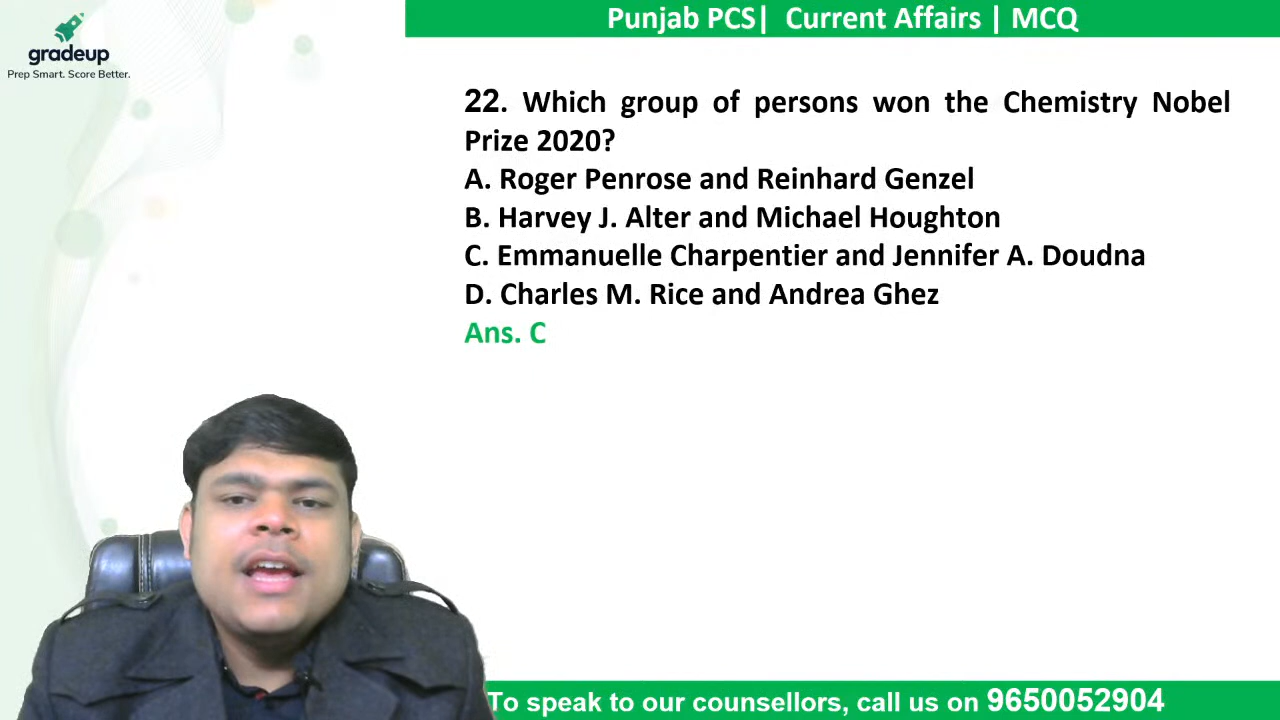 gradeup
Prep Smart. Score Better.
Punjab PCS| Current Affairs | MCQ
22. Which group of persons won the Chemistry Nobel
Prize 2020?
A. Roger Penrose and Reinhard Genzel
B. Harvey J. Alter and Michael Houghton
C. Emmanuelle Charpentier and Jennifer A. Doudna
D. Charles M. Rice and Andrea Ghez
Ans. C
To speak to our counsellors, call us on 9650052904